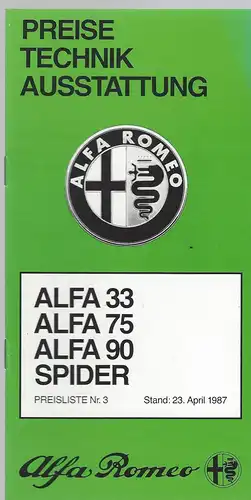 PREISE
TECHNIK
AUSSTATTUNG
ALFA ROMEO
ALFA 33
ALFA 75
ALFA 90
SPIDER
PREISLISTE Nr. 3 Stand: 23. April 1987
Alfa Romeo